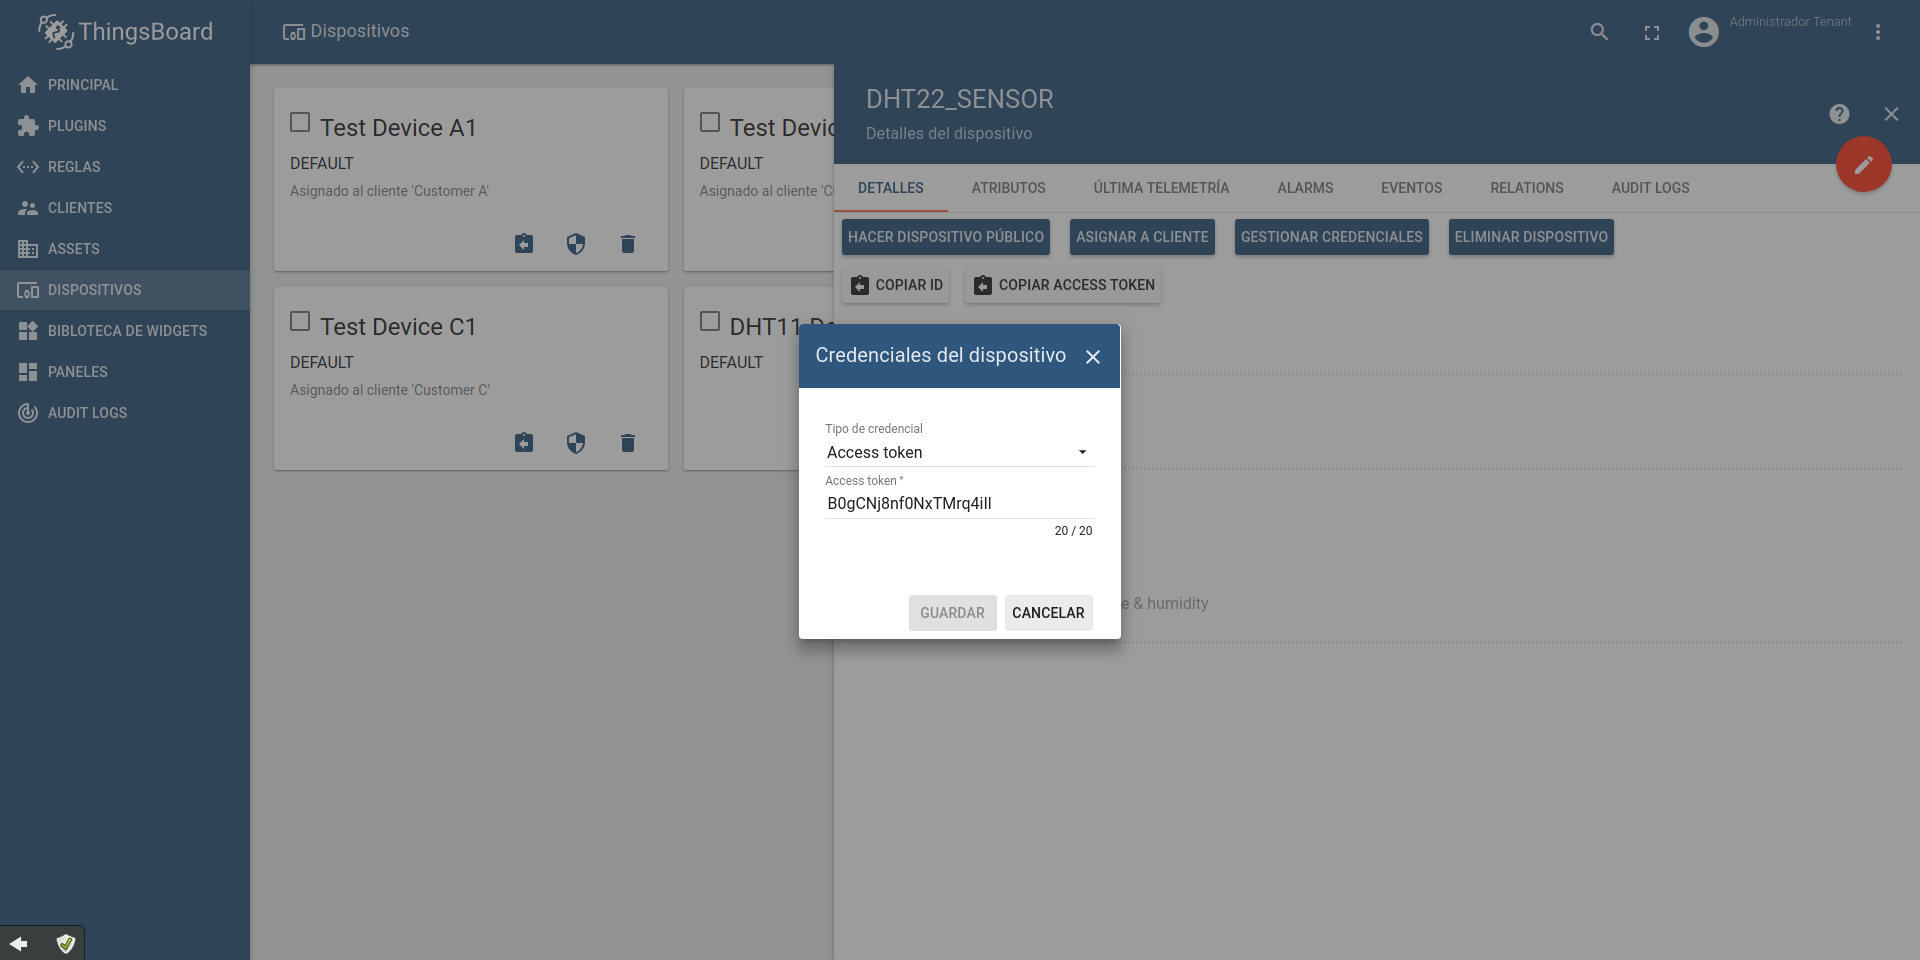 ThingsBoard
Dispositivos
Administrador Tenant
PRINCIPAL
PLUGINS
REGLAS
CLIENTES
ASSETS
DISPOSITIVOS
BIBLIOTECA DE WIDGETS
PANELES
AUDIT LOGS
Test Device A1
DEFAULT
Asignado al cliente 'Customer A'
Test Devic
DEFAULT
Asignado al cliente 'C
Test Device C1
DEFAULT
Asignado al cliente 'Customer C'
DHT11 De
DEFAULT
DHT22_SENSOR
Detalles del dispositivo
DETALLES ATRIBUTOS ÚLTIMA TELEMETRÍA ALARMS EVENTOS RELATIONS AUDIT LOGS
HACER DISPOSITIVO PÚBLICO ASIGNAR A CLIENTE GESTIONAR CREDENCIALES ELIMINAR DISPOSITIVO
COPIAR ID COPIAR ACCESS TOKEN
e & humidity
Credenciales del dispositivo
Tipo de credencial
Access token
Access token *
B0gCNj8nf0NxTMrq4iIl
20 / 20
GUARDAR CANCELAR